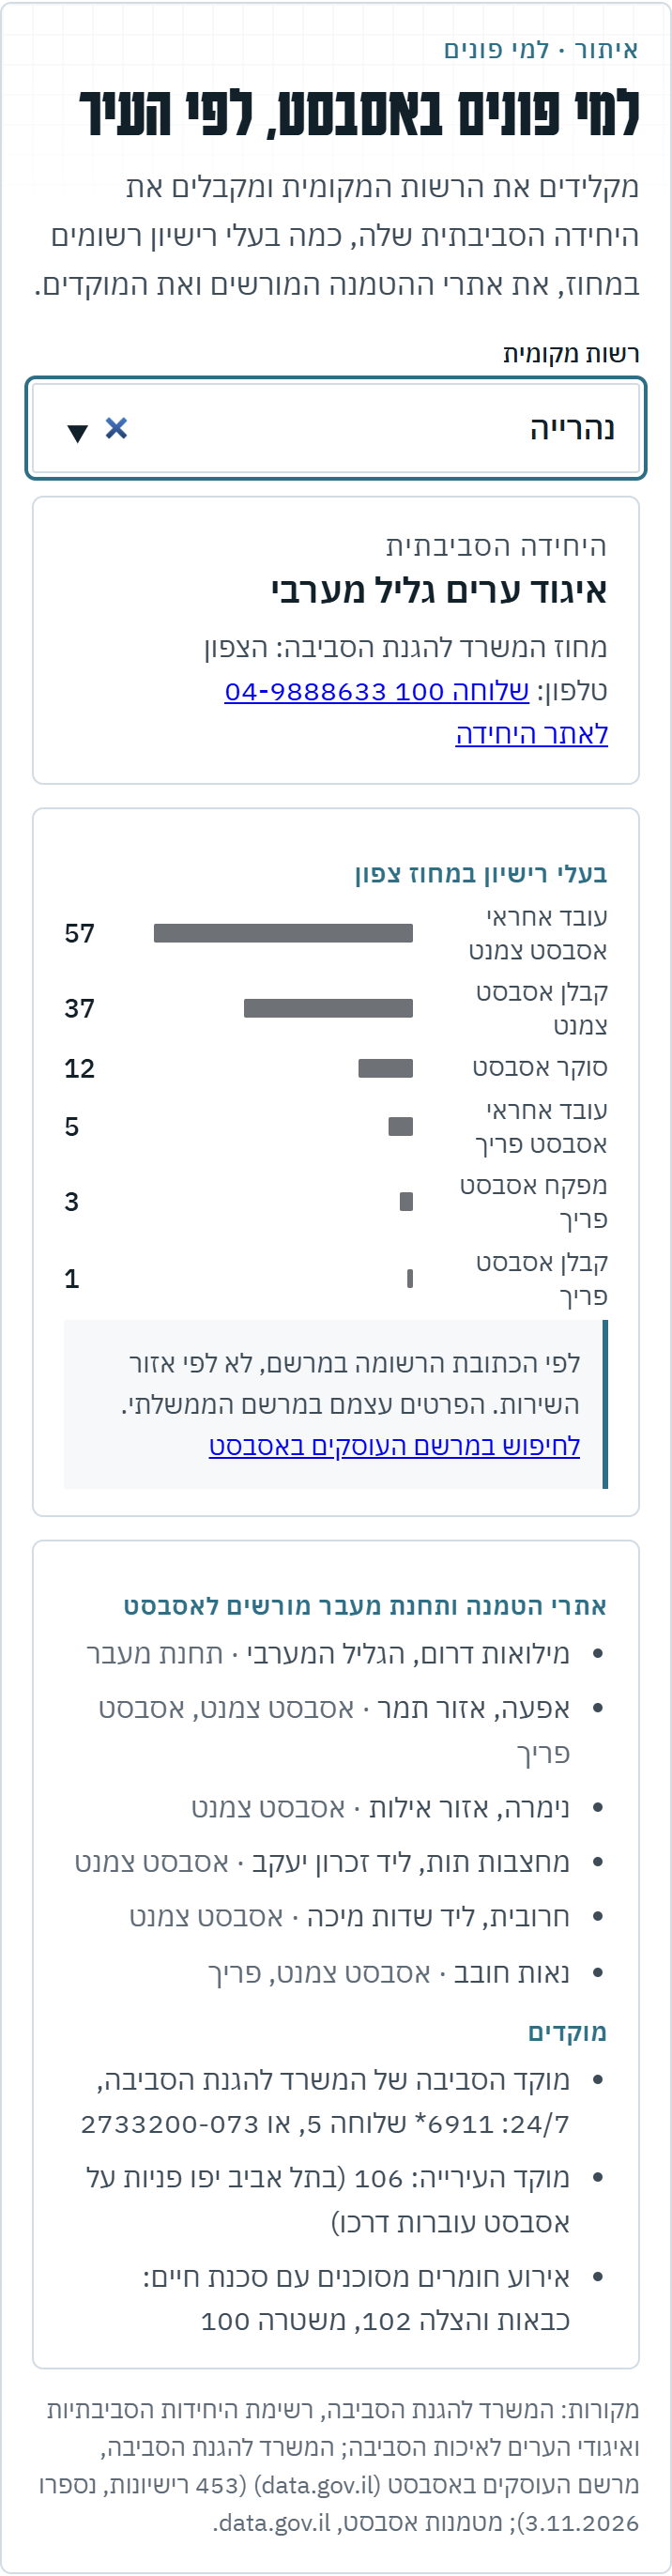 איתור · למי פונים
למי פונים באסבסט, לפי העיר
מקלידים את הרשות המקומית ומקבלים את
היחידה הסביבתית שלה, כמה בעלי רישיון רשומים
במחוז, את אתרי ההטמנה המורשים ואת המוקדים.
רשות מקומית
נהרייה
היחידה הסביבתית
איגוד ערים גליל מערבי
מחוז המשרד להגנת הסביבה: הצפון
טלפון: שלוחה 100 04-9888633
לאתר היחידה
בעלי רישיון במחוז צפון
עובד אחראי
אסבסט צמנט
57
קבלן אסבסט
צמנט
37
סוקר אסבסט
12
עובד אחראי
אסבסט פריך
5
מפקח אסבסט
פריך
3
קבלן אסבסט
פריך
1
לפי הכתובת הרשומה במרשם, לא לפי אזור
השירות. הפרטים עצמם במרשם הממשלתי.
לחיפוש במרשם העוסקים באסבסט
אתרי הטמנה ותחנת מעבר מורשים לאסבסט
• מילואות דרום, הגליל המערבי · תחנת מעבר
• אפעה, אזור תמר · אסבסט צמנט, אסבסט
פריך
• נימרה, אזור אילות · אסבסט צמנט
• מחצבות תות, ליד זכרון יעקב · אסבסט צמנט
• חרובית, ליד שדות מיכה · אסבסט צמנט
• נאות חובב · אסבסט צמנט, פריך
מוקדים
• מוקד הסביבה של המשרד להגנת הסביבה,
24/7: 6911* שלוחה 5, או 2733200-073
• מוקד העירייה: 106 (בתל אביב יפו פניות על
אסבסט עוברות דרכו)
• אירוע חומרים מסוכנים עם סכנת חיים:
כבאות והצלה 102, משטרה 100
מקורות: המשרד להגנת הסביבה, רשימת היחידות הסביבתיות
ואיגודי הערים לאיכות הסביבה; המשרד להגנת הסביבה,
מרשם העוסקים באסבסט (data.gov.il) (453 רישיונות, נספרו
3.11.2026); מטמנות אסבסט, data.gov.il.